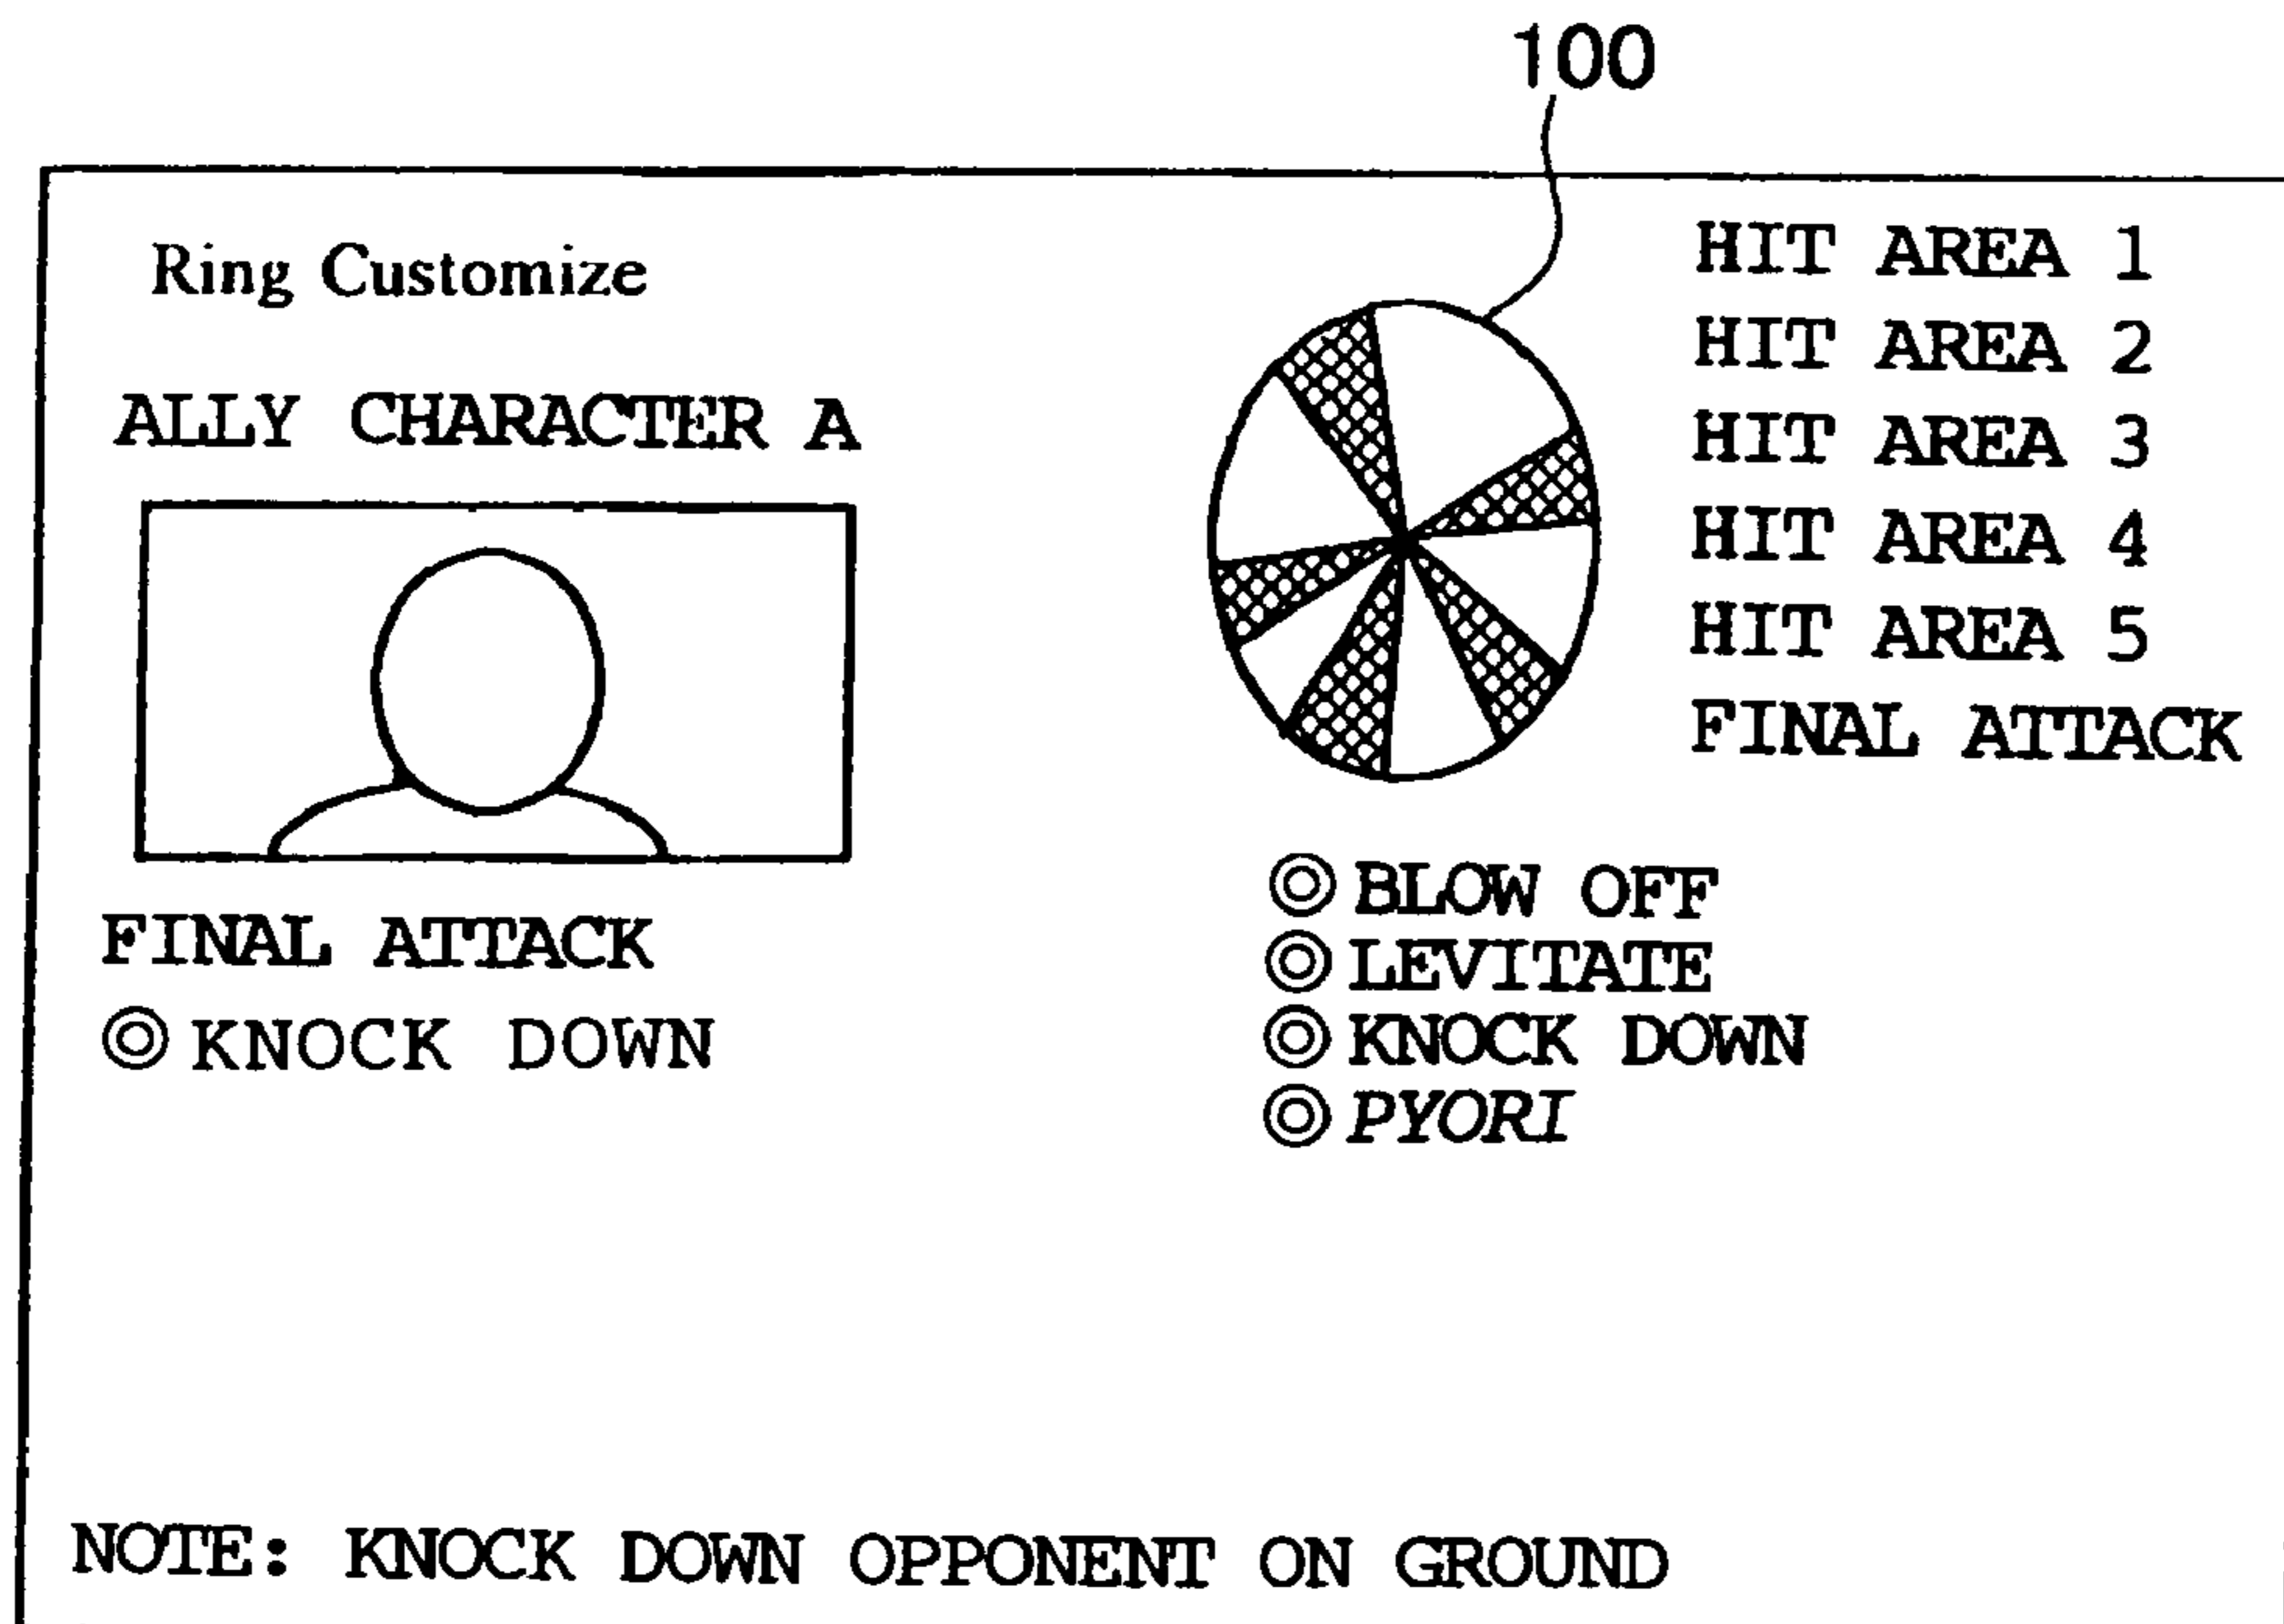 100
Ring Customize
ALLY CHARACTER A
FINAL ATTACK
◎ KNOCK DOWN
HIT AREA 1
HIT AREA 2
HIT AREA 3
HIT AREA 4
HIT AREA 5
FINAL ATTACK
◎ BLOW OFF
◎ LEVITATE
◎ KNOCK DOWN
◎ PYORI
NOTE: KNOCK DOWN OPPONENT ON GROUND